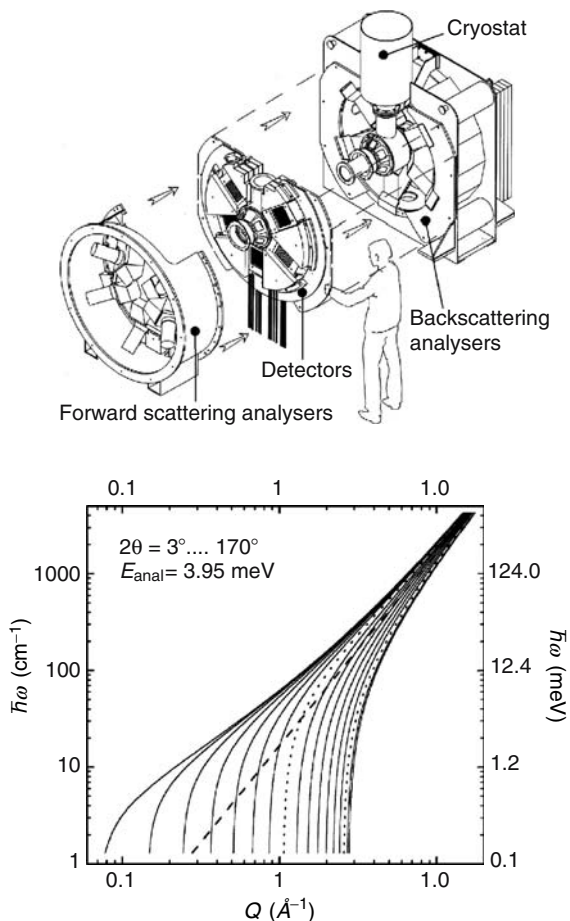 Cryostat
Backscattering
analysers
Detectors
Forward scattering analysers
0.1 1 1.0
2θ = 3°.... 170°
E_anal = 3.95 meV
1000
100
10
1
ħω (cm⁻¹)
124.0
12.4
1.2
0.1
ħω (meV)
0.1 1 1.0
Q (Å⁻¹)